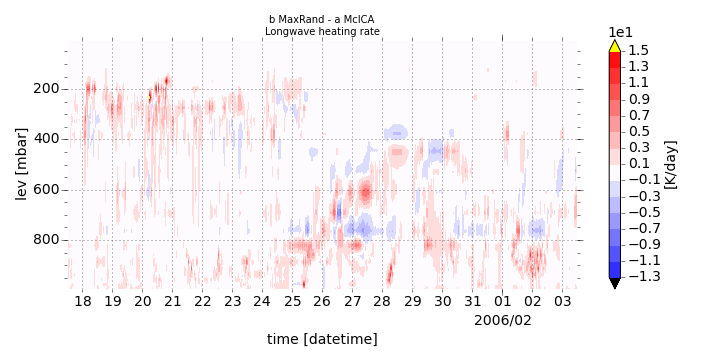 b MaxRand - a McICA
Longwave heating rate
1e1
200
400
600
800
lev [mbar]
18 19 20 21 22 23 24 25 26 27 28 29 30 31 01 02 03
2006/02
time [datetime]
1.5
1.3
1.1
0.9
0.7
0.5
0.3
0.1
−0.1
−0.3
−0.5
−0.7
−0.9
−1.1
−1.3
[K/day]